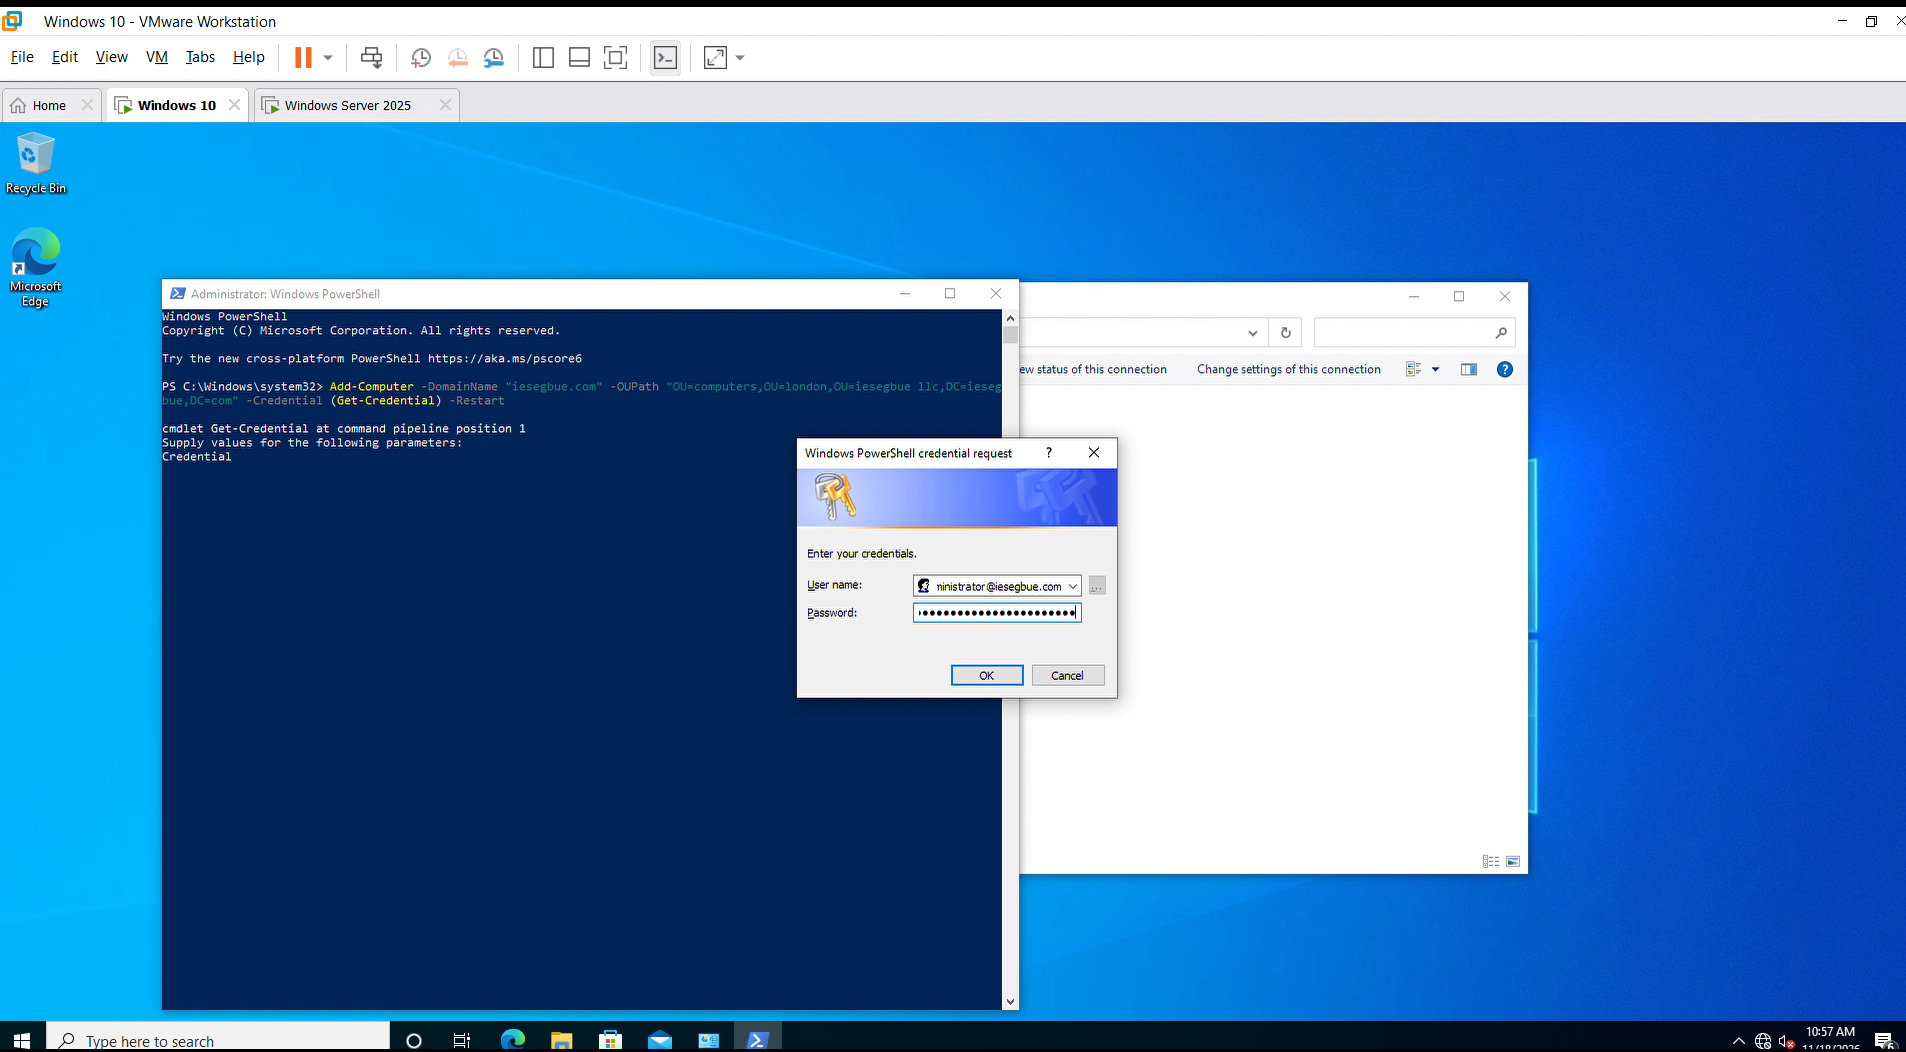 Windows 10 - VMware Workstation
File Edit View VM Tabs Help
Home
Windows 10
Windows Server 2025
Recycle Bin
Microsoft
Edge
Administrator: Windows PowerShell
Windows PowerShell
Copyright (C) Microsoft Corporation. All rights reserved.
Try the new cross-platform PowerShell https://aka.ms/pscore6
PS C:\Windows\system32> Add-Computer -DomainName "iesegbue.com" -OUPath "OU=computers,OU=london,OU=iesegbue llc,DC=ieseg
bue,DC=com" -Credential (Get-Credential) -Restart
cmdlet Get-Credential at command pipeline position 1
Supply values for the following parameters:
Credential
ew status of this connection
Change settings of this connection
Windows PowerShell credential request
Enter your credentials.
User name:
ministrator@iesegbue.com
Password:
OK
Cancel
Type here to search
10:57 AM